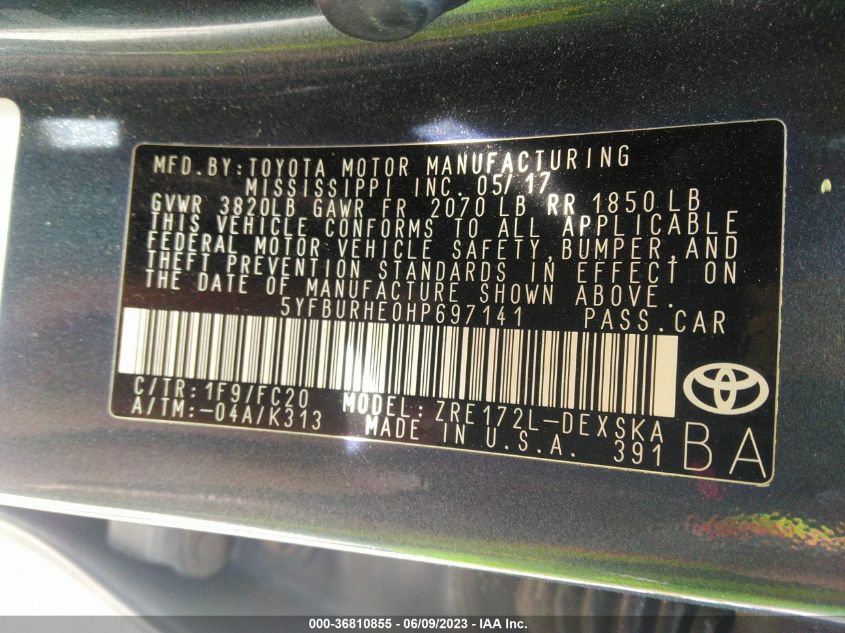 MFD.BY:TOYOTA MOTOR MANUFACTURING
MISSISSIPPI INC. 05/17
GVWR 3820LB GAWR FR 2070 LB RR 1850 LB
THIS VEHICLE CONFORMS TO ALL APPLICABLE
FEDERAL MOTOR VEHICLE SAFETY,BUMPER,AND
THEFT PREVENTION STANDARDS IN EFFECT ON
THE DATE OF MANUFACTURE SHOWN ABOVE.
5YFBURHE0HP697141 PASS.CAR
C/TR:1F9/FC20 MODEL:ZRE172L-DEXSKA
A/TM:-04A/K313 MADE IN U.S.A. 391 BA
000-36810855 - 06/09/2023 - IAA Inc.